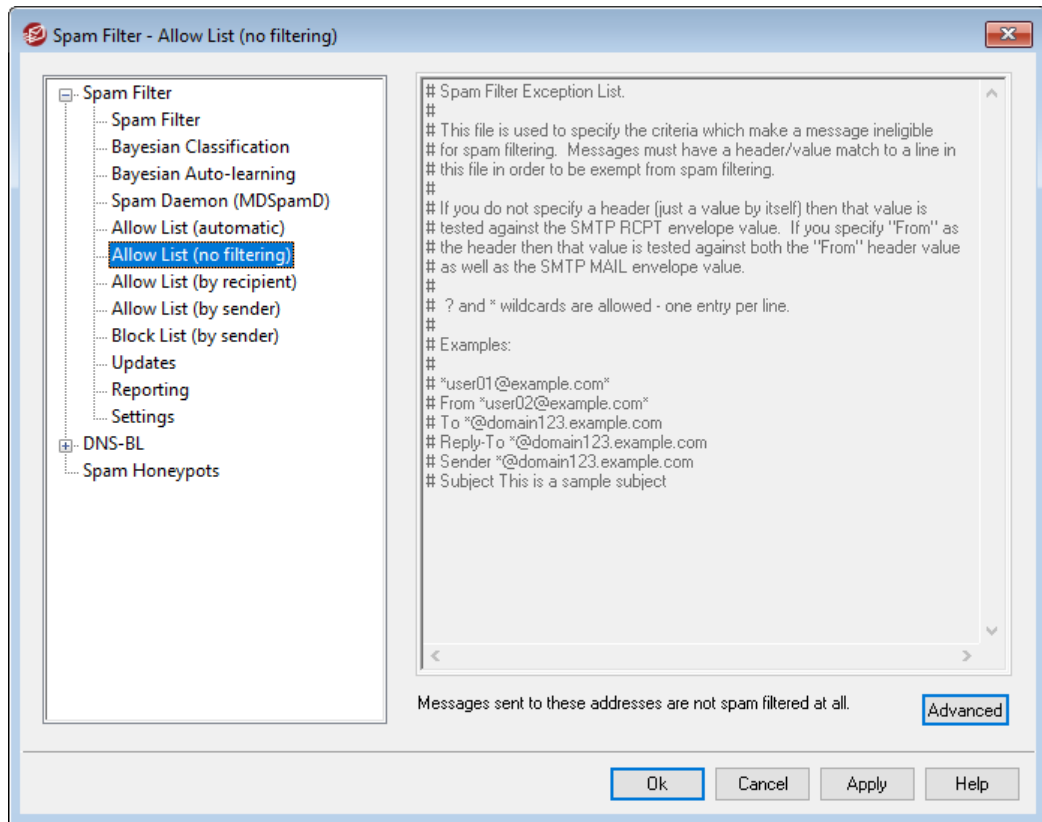 Spam Filter - Allow List (no filtering)
Spam Filter
Spam Filter
Bayesian Classification
Bayesian Auto-learning
Spam Daemon (MDSpamD)
Allow List (automatic)
Allow List (no filtering)
Allow List (by recipient)
Allow List (by sender)
Block List (by sender)
Updates
Reporting
Settings
DNS-BL
Spam Honeypots
# Spam Filter Exception List.
#
# This file is used to specify the criteria which make a message ineligible
# for spam filtering.  Messages must have a header/value match to a line in
# this file in order to be exempt from spam filtering.
#
# If you do not specify a header (just a value by itself) then that value is
# tested against the SMTP RCPT envelope value.  If you specify "From" as
# the header then that value is tested against both the "From" header value
# as well as the SMTP MAIL envelope value.
#
#  ? and * wildcards are allowed - one entry per line.
#
# Examples:
#
# *user01@example.com*
# From *user02@example.com*
# To *@domain123.example.com
# Reply-To *@domain123.example.com
# Sender *@domain123.example.com
# Subject This is a sample subject
Messages sent to these addresses are not spam filtered at all.
Advanced
Ok
Cancel
Apply
Help